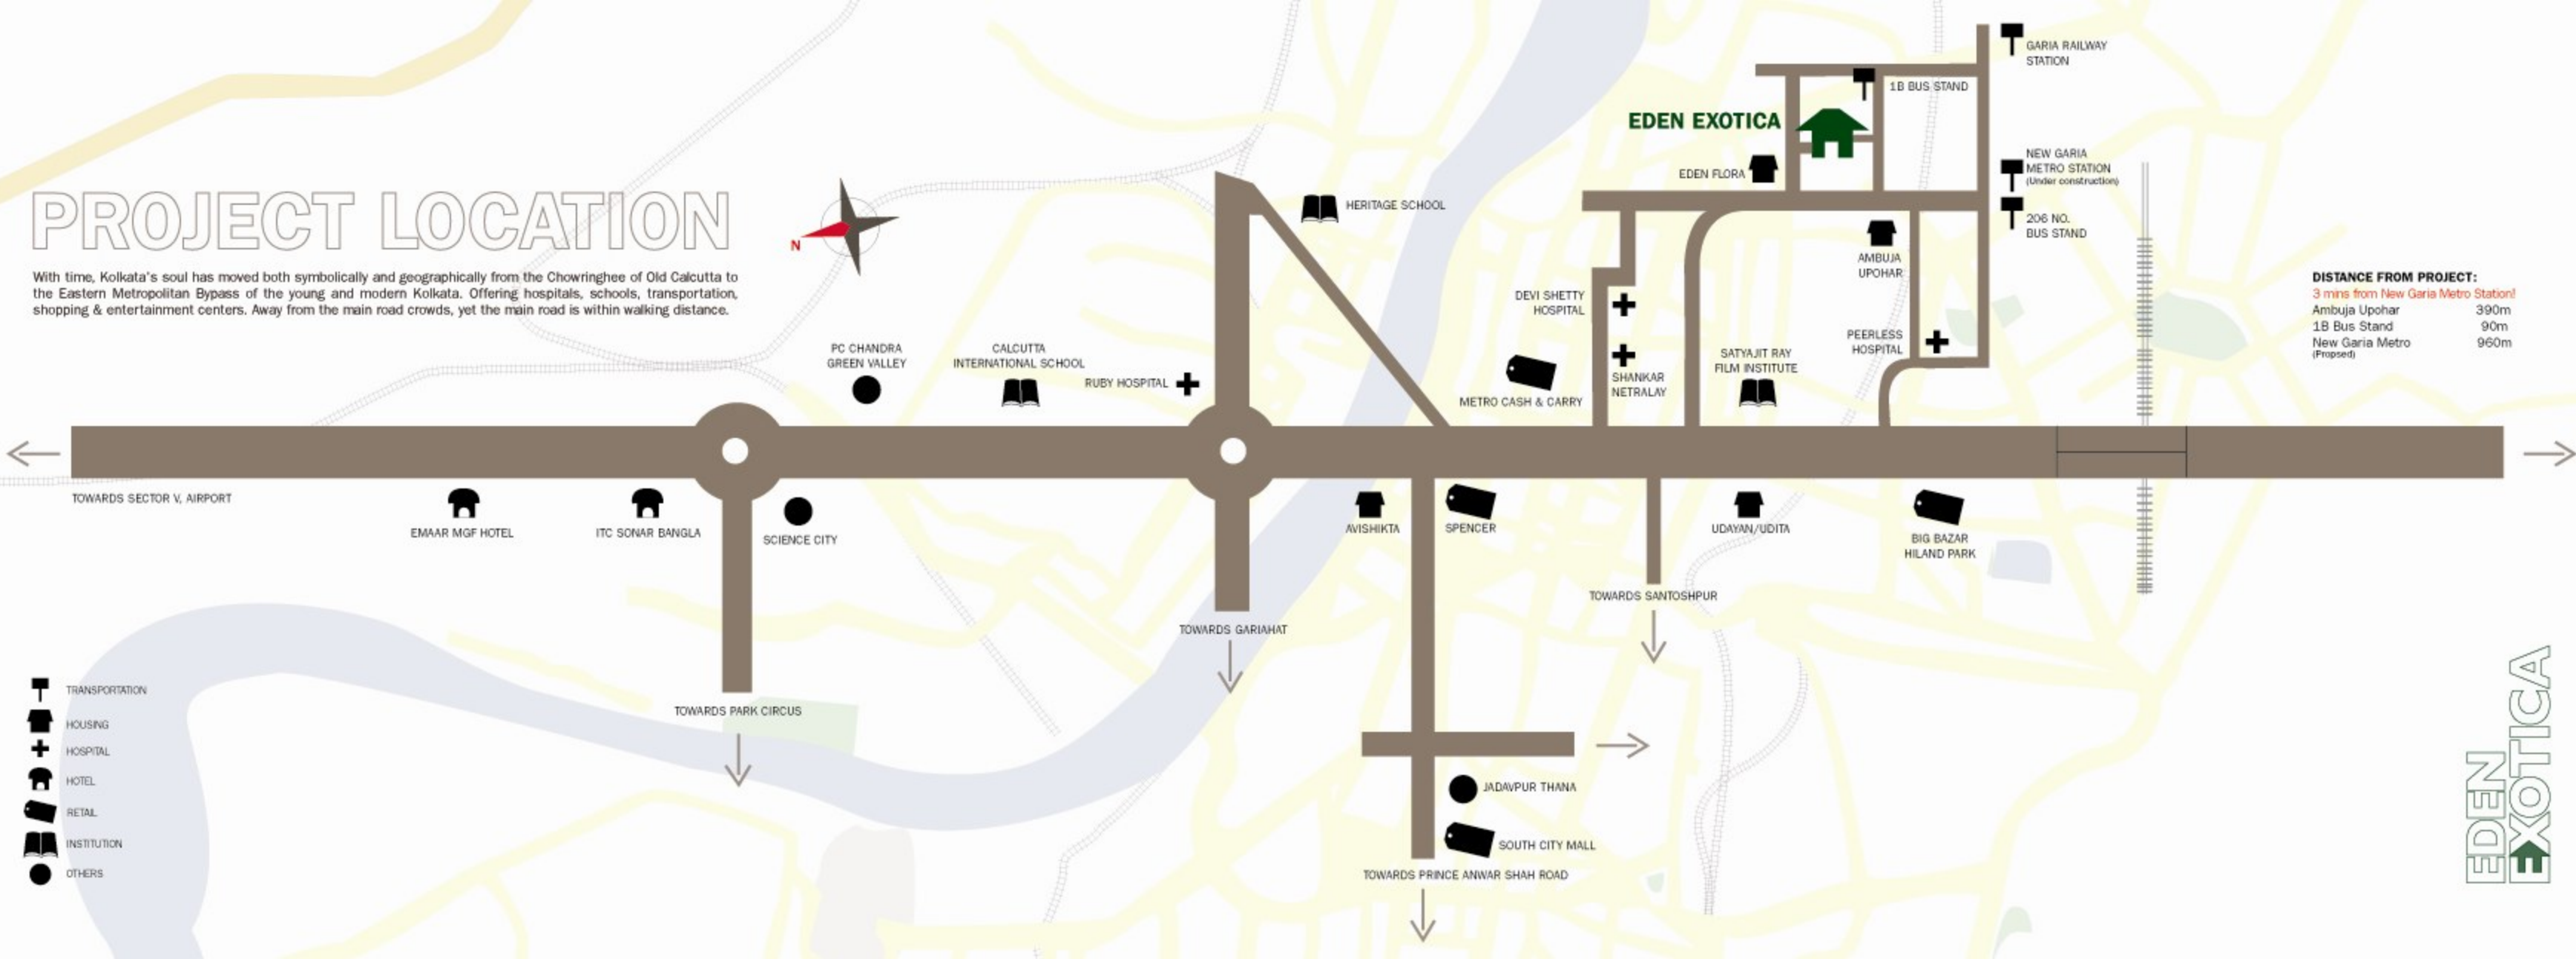 PROJECT LOCATION
With time, Kolkata's soul has moved both symbolically and geographically from the Chowringhee of Old Calcutta to
the Eastern Metropolitan Bypass of the young and modern Kolkata. Offering hospitals, schools, transportation,
shopping & entertainment centers. Away from the main road crowds, yet the main road is within walking distance.
N
GARIA RAILWAY
STATION
1B BUS STAND
EDEN EXOTICA
EDEN FLORA
NEW GARIA
METRO STATION
(Under construction)
206 NO.
BUS STAND
HERITAGE SCHOOL
AMBUJA
UPOHAR
DEVI SHETTY
HOSPITAL
PEERLESS
HOSPITAL
DISTANCE FROM PROJECT:
3 mins from New Garia Metro Station!
Ambuja Upohar 390m
1B Bus Stand 90m
New Garia Metro 960m
(Propsed)
PC CHANDRA
GREEN VALLEY
CALCUTTA
INTERNATIONAL SCHOOL
RUBY HOSPITAL
METRO CASH & CARRY
SHANKAR
NETRALAY
SATYAJIT RAY
FILM INSTITUTE
TOWARDS SECTOR V, AIRPORT
EMAAR MGF HOTEL
ITC SONAR BANGLA
SCIENCE CITY
AVISHIKTA
SPENCER
UDAYAN/UDITA
BIG BAZAR
HILAND PARK
TOWARDS SANTOSHPUR
TOWARDS GARIAHAT
TOWARDS PARK CIRCUS
JADAVPUR THANA
SOUTH CITY MALL
TOWARDS PRINCE ANWAR SHAH ROAD
TRANSPORTATION
HOUSING
HOSPITAL
HOTEL
RETAIL
INSTITUTION
OTHERS
EDEN
EXOTICA